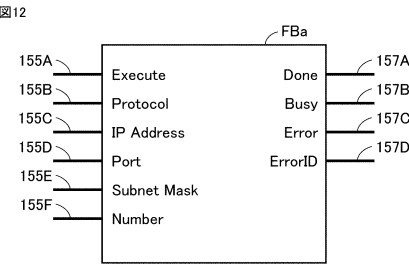 図12
FBa
155A Execute Done 157A
155B Protocol Busy 157B
155C IP Address Error 157C
155D Port ErrorID 157D
155E Subnet Mask
155F Number